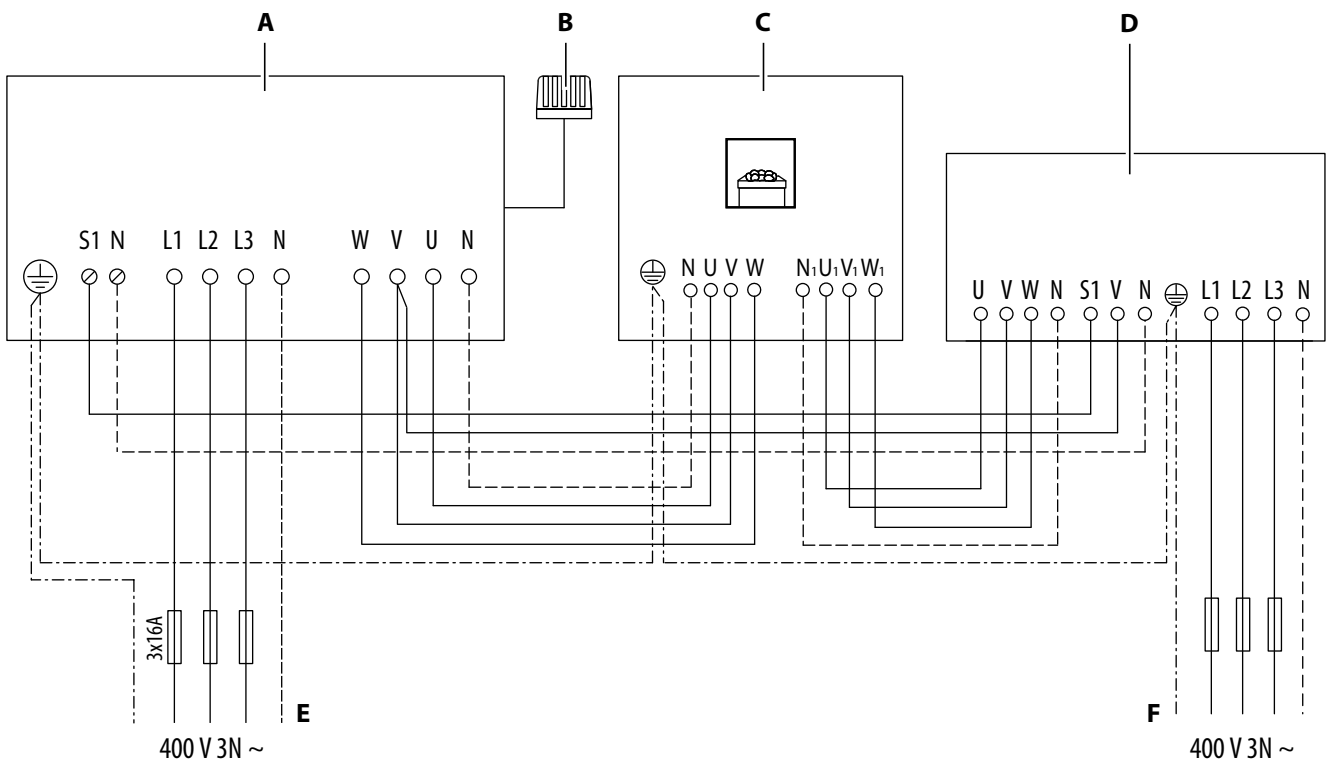 A
B
C
D
S1 N L1 L2 L3 N W V U N
N U V W N₁ U₁ V₁ W₁
U V W N S1 V N L1 L2 L3 N
3x16A
E
F
400 V 3N ~
400 V 3N ~